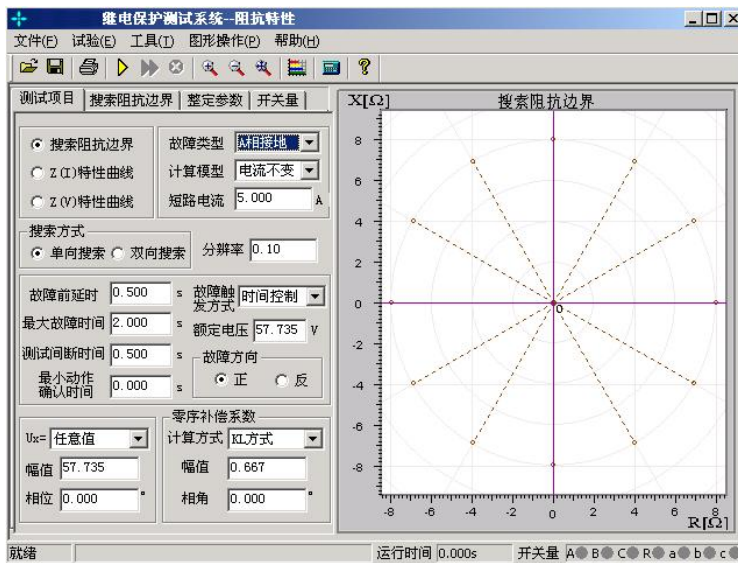 继电保护测试系统--阻抗特性
文件(F) 试验(E) 工具(T) 图形操作(P) 帮助(H)
测试项目 搜索阻抗边界 整定参数 开关量
搜索阻抗边界
Z(I)特性曲线
Z(V)特性曲线
故障类型 A相接地
计算模型 电流不变
短路电流 5.000 A
搜索方式
单向搜索 双向搜索
分辨率 0.10
故障前延时 0.500 s
最大故障时间 2.000 s
测试间断时间 0.500 s
最小动作
确认时间 0.000 s
故障触
发方式 时间控制
额定电压 57.735 V
故障方向
正 反
Ux= 任意值
幅值 57.735
相位 0.000 °
零序补偿系数
计算方式 KL方式
幅值 0.667
相角 0.000 °
X[Ω] 搜索阻抗边界
8
6
4
2
0
-2
-4
-6
-8
0
-8 -6 -4 -2 0 2 4 6 8
R[Ω]
就绪 运行时间 0.000s 开关量 A B C R a b c